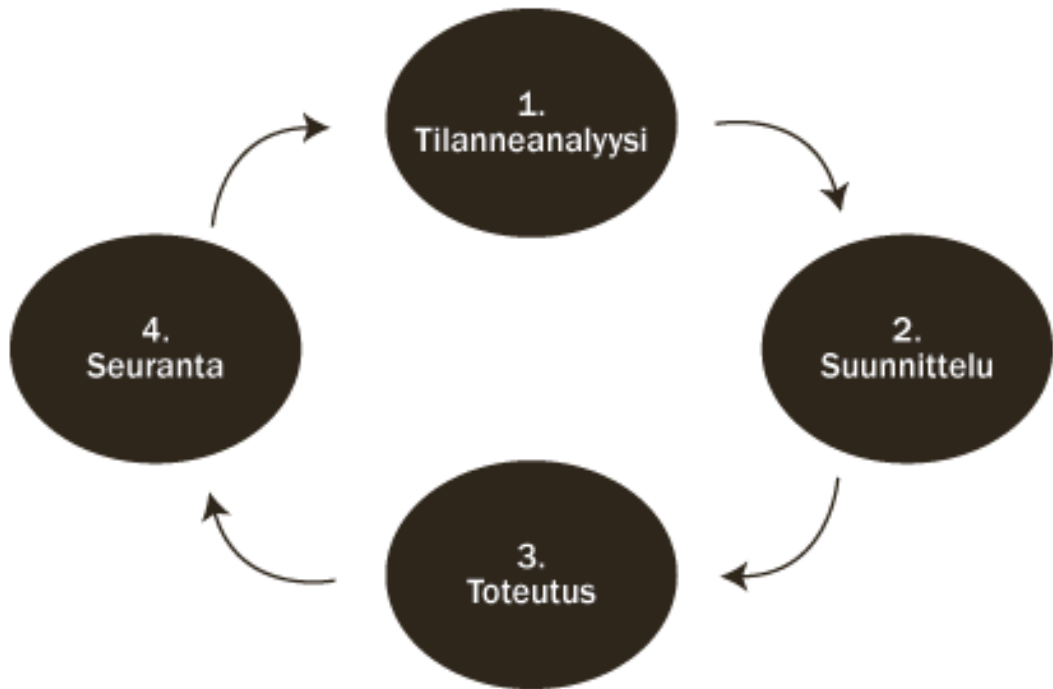 1.
Tilanneanalyysi
2.
Suunnittelu
3.
Toteutus
4.
Seuranta